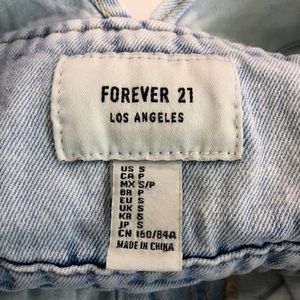 FOREVER 21
LOS ANGELES
US S
CA P
MX S/P
BR P
EU S
UK S
KR S
JP S
CN 160/84A
MADE IN CHINA